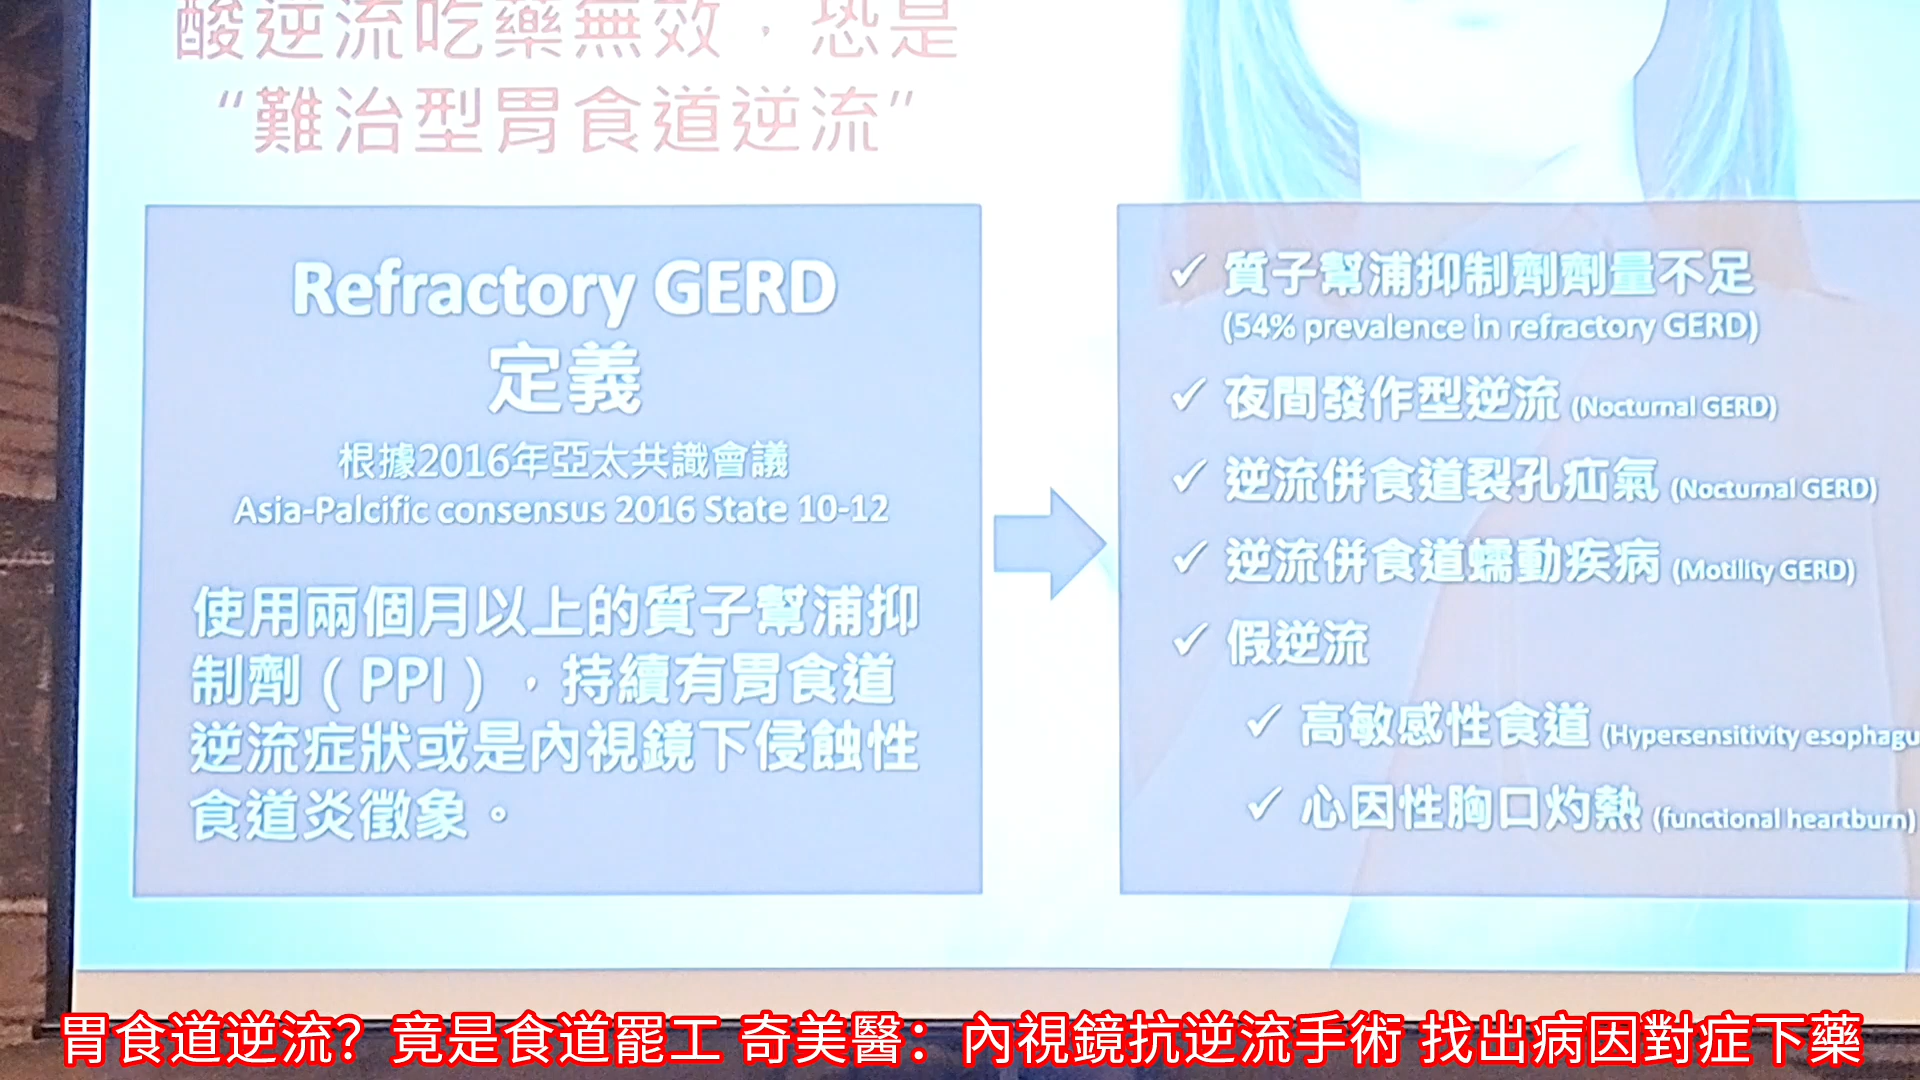 酸逆流吃藥無效，恐是
“難治型胃食道逆流”
Refractory GERD
定義
根據2016年亞太共識會議
Asia-Palcific consensus 2016 State 10-12
使用兩個月以上的質子幫浦抑
制劑（PPI），持續有胃食道
逆流症狀或是內視鏡下侵蝕性
食道炎徵象。
✓ 質子幫浦抑制劑劑量不足
(54% prevalence in refractory GERD)
✓ 夜間發作型逆流 (Nocturnal GERD)
✓ 逆流併食道裂孔疝氣 (Nocturnal GERD)
✓ 逆流併食道蠕動疾病 (Motility GERD)
✓ 假逆流
✓ 高敏感性食道 (Hypersensitivity esophagu
✓ 心因性胸口灼熱 (functional heartburn)
胃食道逆流？竟是食道罷工 奇美醫：內視鏡抗逆流手術 找出病因對症下藥